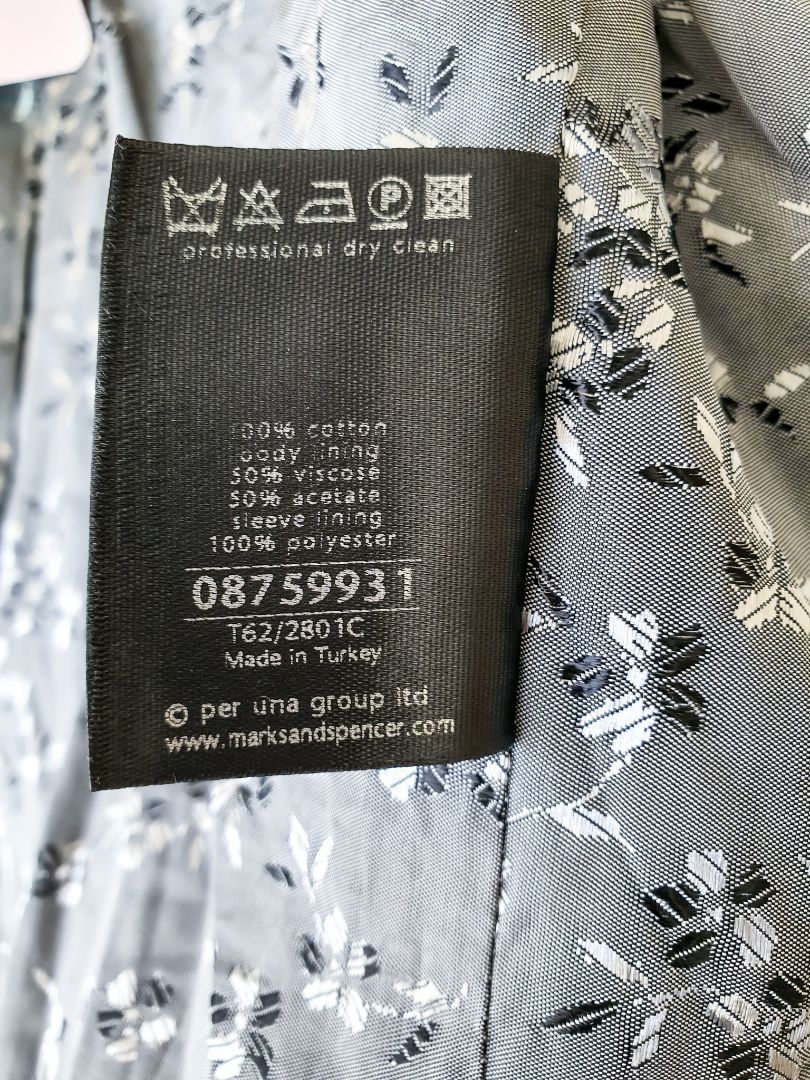 P
professional dry clean
100% cotton
body lining
50% viscose
50% acetate
sleeve lining
100% polyester
08759931
T62/2801C
Made in Turkey
© per una group ltd
www.marksandspencer.com